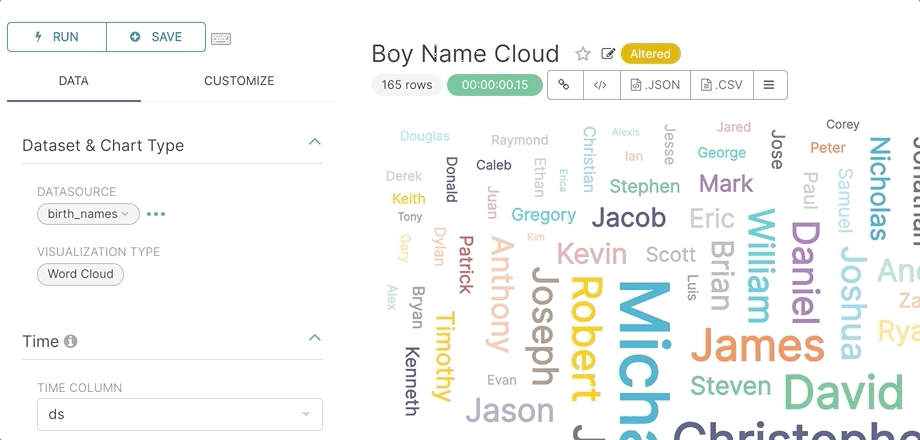 RUN
SAVE
DATA
CUSTOMIZE
Dataset & Chart Type
DATASOURCE
birth_names
VISUALIZATION TYPE
Word Cloud
Time
TIME COLUMN
ds
Boy Name Cloud
Altered
165 rows
00:00:00.15
</>
.JSON
.CSV
Douglas
Raymond
Christian
Alexis
Jesse
Jared
Jose
Corey
Nicholas
Derek
Donald
Caleb
Ethan
Erica
Ian
George
Peter
Keith
Juan
Stephen
Mark
Paul
Samuel
Tony
Gregory
Jacob
Eric
William
Daniel
Gary
Dylan
Patrick
Anthony
Kim
Kevin
Scott
Brian
Joshua
Alex
Bryan
Joseph
Robert
Luis
Timothy
James
Kenneth
Evan
Steven
David
Jason